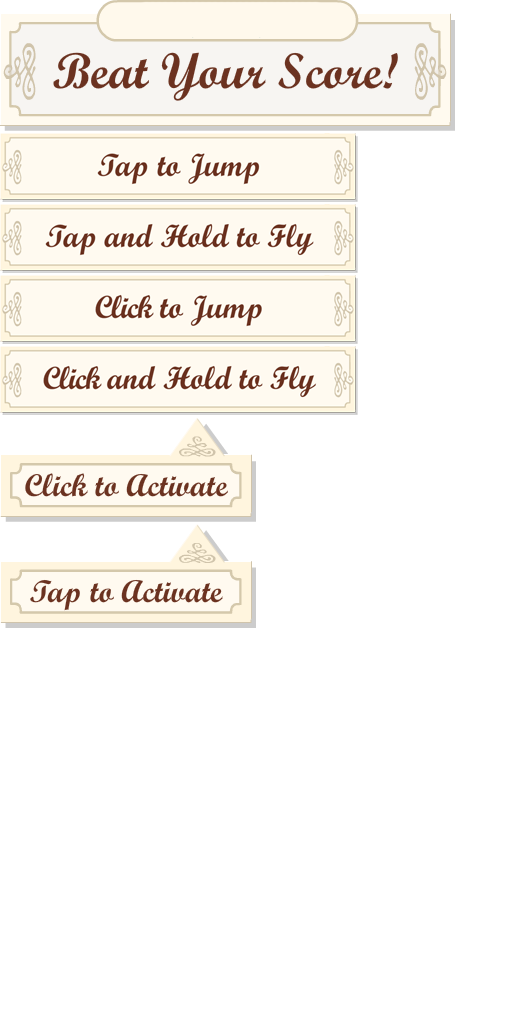 Beat Your Score!
Tap to Jump
Tap and Hold to Fly
Click to Jump
Click and Hold to Fly
Click to Activate
Tap to Activate